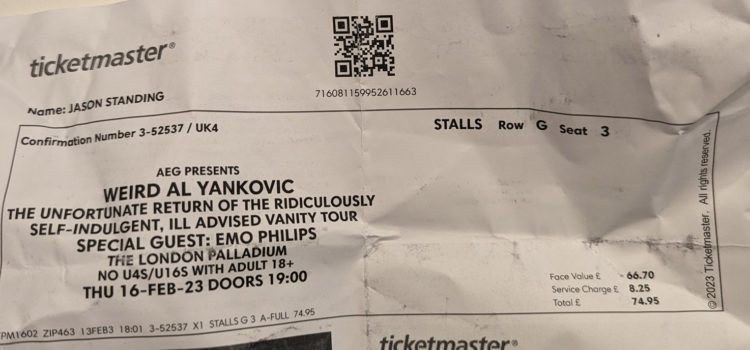 ticketmaster®
716081159952611663
Name: JASON STANDING
Confirmation Number 3-52537 / UK4
STALLS Row G Seat 3
AEG PRESENTS
WEIRD AL YANKOVIC
THE UNFORTUNATE RETURN OF THE RIDICULOUSLY
SELF-INDULGENT, ILL ADVISED VANITY TOUR
SPECIAL GUEST: EMO PHILIPS
THE LONDON PALLADIUM
NO U4S/U16S WITH ADULT 18+
THU 16-FEB-23 DOORS 19:00
Face Value £ 66.70
Service Charge £ 8.25
Total £ 74.95
© 2023 Ticketmaster. All rights reserved.
PM1602 ZIP463 13FEB3 18:01 3-52537 X1 STALLS G 3 A-FULL 74.95
ticketmaster®